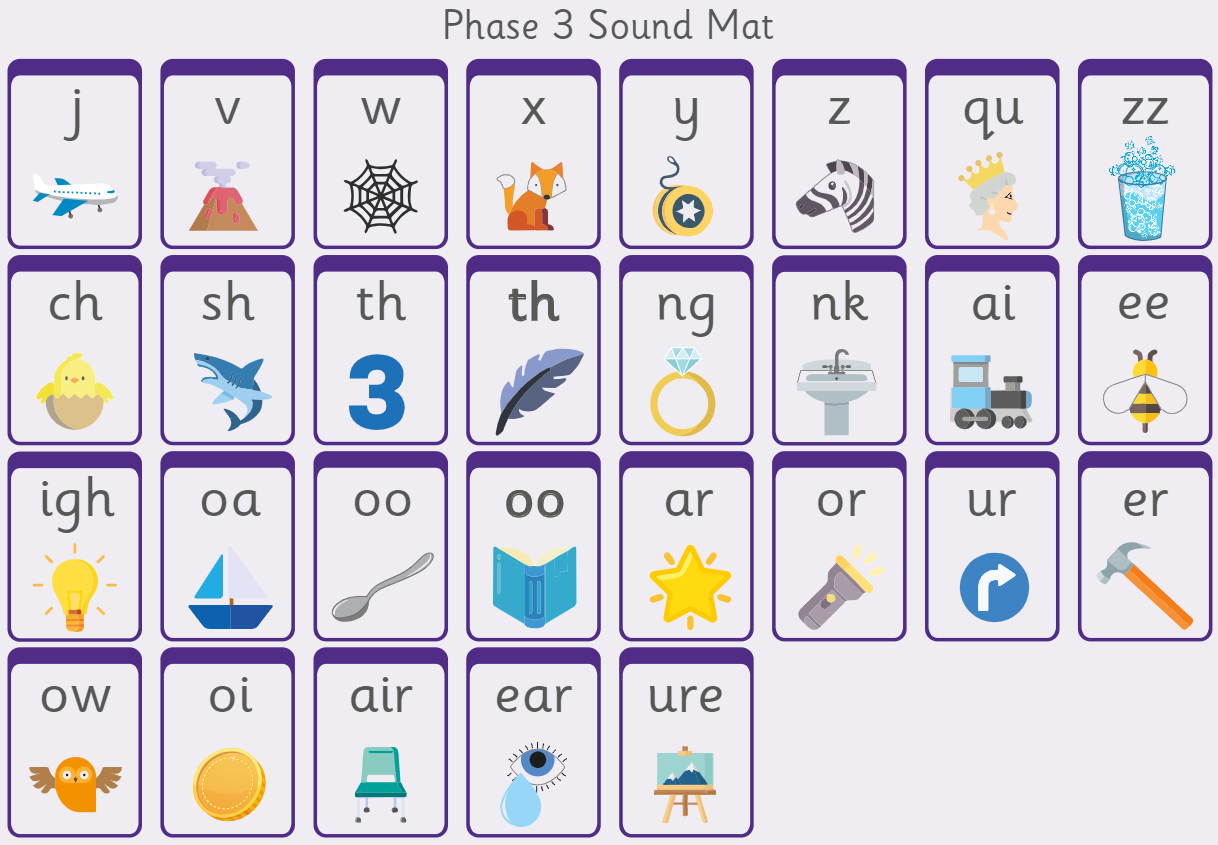 Phase 3 Sound Mat
j v w x y z qu zz
ch sh th th ng nk ai ee
3
igh oa oo oo ar or ur er
ow oi air ear ure